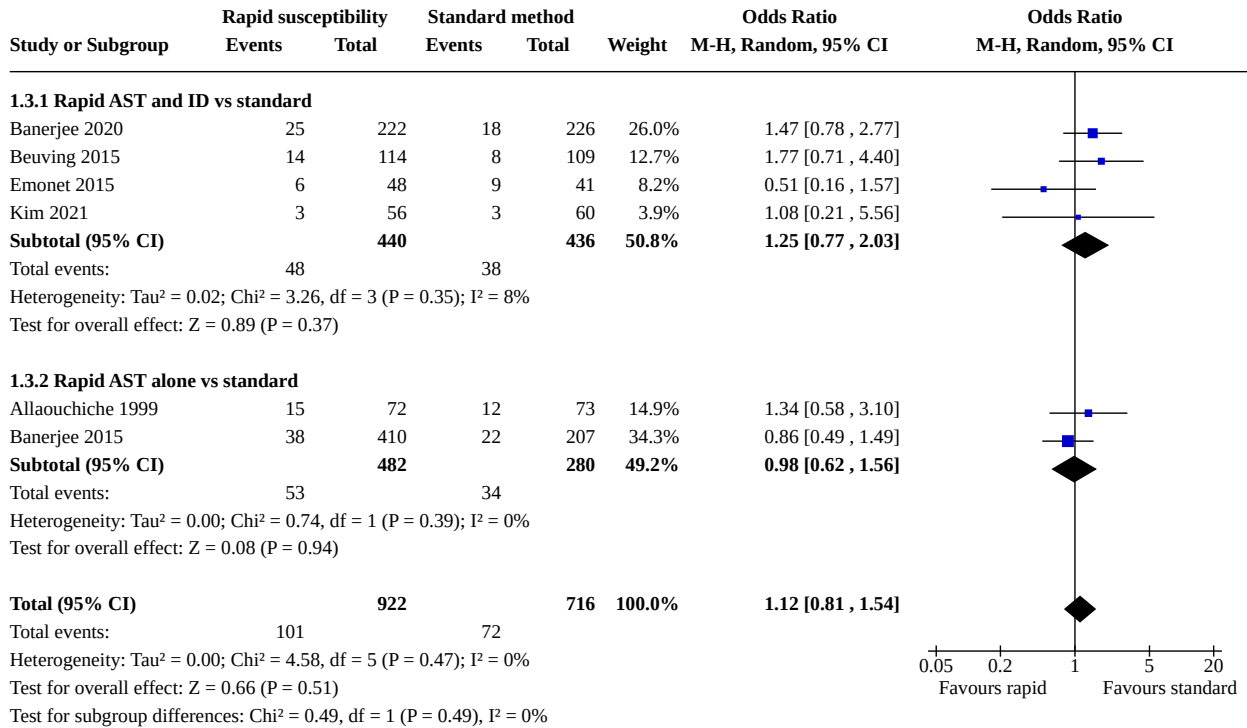 Rapid susceptibility Standard method Odds Ratio Odds Ratio
Study or Subgroup Events Total Events Total Weight M-H, Random, 95% CI M-H, Random, 95% CI
1.3.1 Rapid AST and ID vs standard
Banerjee 2020 25 222 18 226 26.0% 1.47 [0.78 , 2.77]
Beuving 2015 14 114 8 109 12.7% 1.77 [0.71 , 4.40]
Emonet 2015 6 48 9 41 8.2% 0.51 [0.16 , 1.57]
Kim 2021 3 56 3 60 3.9% 1.08 [0.21 , 5.56]
Subtotal (95% CI) 440 436 50.8% 1.25 [0.77 , 2.03]
Total events: 48 38
Heterogeneity: Tau² = 0.02; Chi² = 3.26, df = 3 (P = 0.35); I² = 8%
Test for overall effect: Z = 0.89 (P = 0.37)
1.3.2 Rapid AST alone vs standard
Allaouchiche 1999 15 72 12 73 14.9% 1.34 [0.58 , 3.10]
Banerjee 2015 38 410 22 207 34.3% 0.86 [0.49 , 1.49]
Subtotal (95% CI) 482 280 49.2% 0.98 [0.62 , 1.56]
Total events: 53 34
Heterogeneity: Tau² = 0.00; Chi² = 0.74, df = 1 (P = 0.39); I² = 0%
Test for overall effect: Z = 0.08 (P = 0.94)
Total (95% CI) 922 716 100.0% 1.12 [0.81 , 1.54]
Total events: 101 72
Heterogeneity: Tau² = 0.00; Chi² = 4.58, df = 5 (P = 0.47); I² = 0%
0.05 0.2 1 5 20
Test for overall effect: Z = 0.66 (P = 0.51) Favours rapid Favours standard
Test for subgroup differences: Chi² = 0.49, df = 1 (P = 0.49), I² = 0%